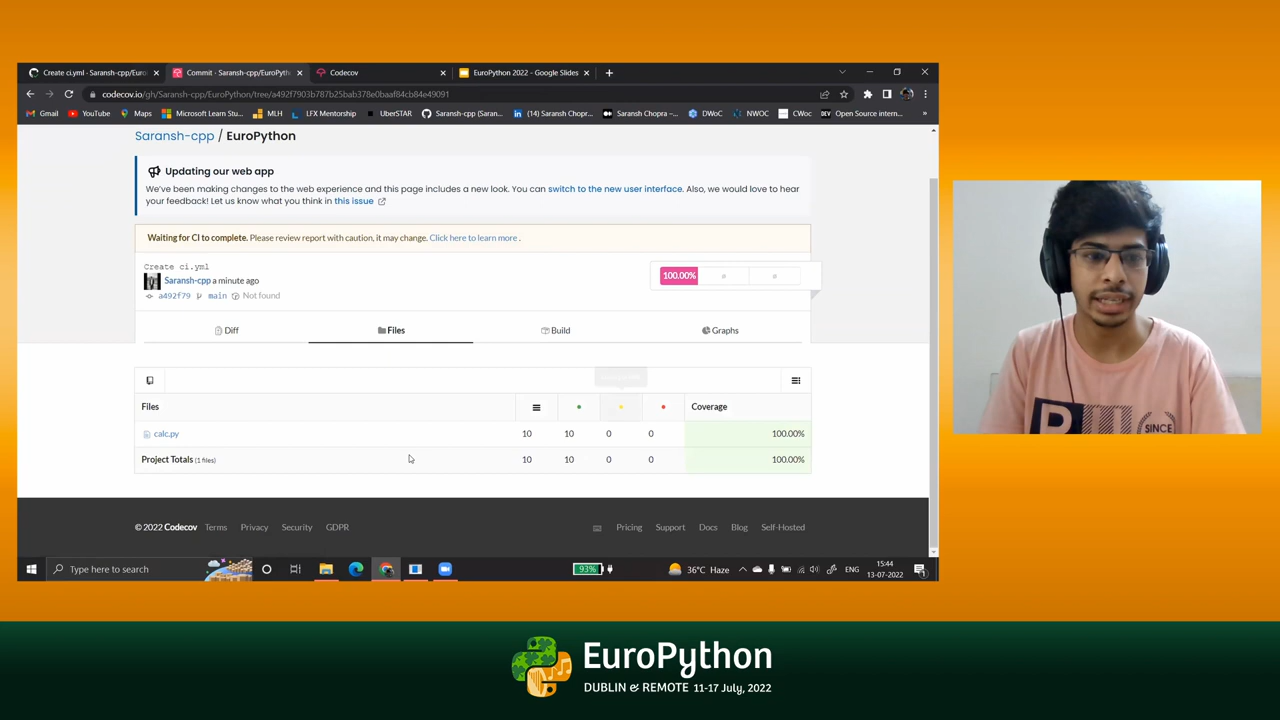 Create ci.yml · Saransh-cpp/Euro
Commit · Saransh-cpp/EuroPyth
Codecov
EuroPython 2022 - Google Slides
codecov.io/gh/Saransh-cpp/EuroPython/tree/a492f7903b787b25bab378e0baaf84cb84e49091
Gmail YouTube Maps Microsoft Learn Stu... MLH LFX Mentorship UberSTAR Saransh-cpp (Saran... (14) Saransh Chopr... Saransh Chopra –... DWoC NWOC CWoc Open Source intern...
Saransh-cpp / EuroPython
Updating our web app
We've been making changes to the web experience and this page includes a new look. You can switch to the new user interface. Also, we would love to hear
your feedback! Let us know what you think in this issue
Waiting for CI to complete. Please review report with caution, it may change. Click here to learn more .
Create ci.yml
Saransh-cpp a minute ago
a492f79 main Not found
100.00% ø ø
Diff Files Build Graphs
Files Coverage
calc.py 10 10 0 0 100.00%
Project Totals (1 files) 10 10 0 0 100.00%
© 2022 Codecov Terms Privacy Security GDPR Pricing Support Docs Blog Self-Hosted
Type here to search
93%
36°C Haze
ENG
15:44
13-07-2022
1
SINCE
EuroPython
DUBLIN & REMOTE 11-17 July, 2022